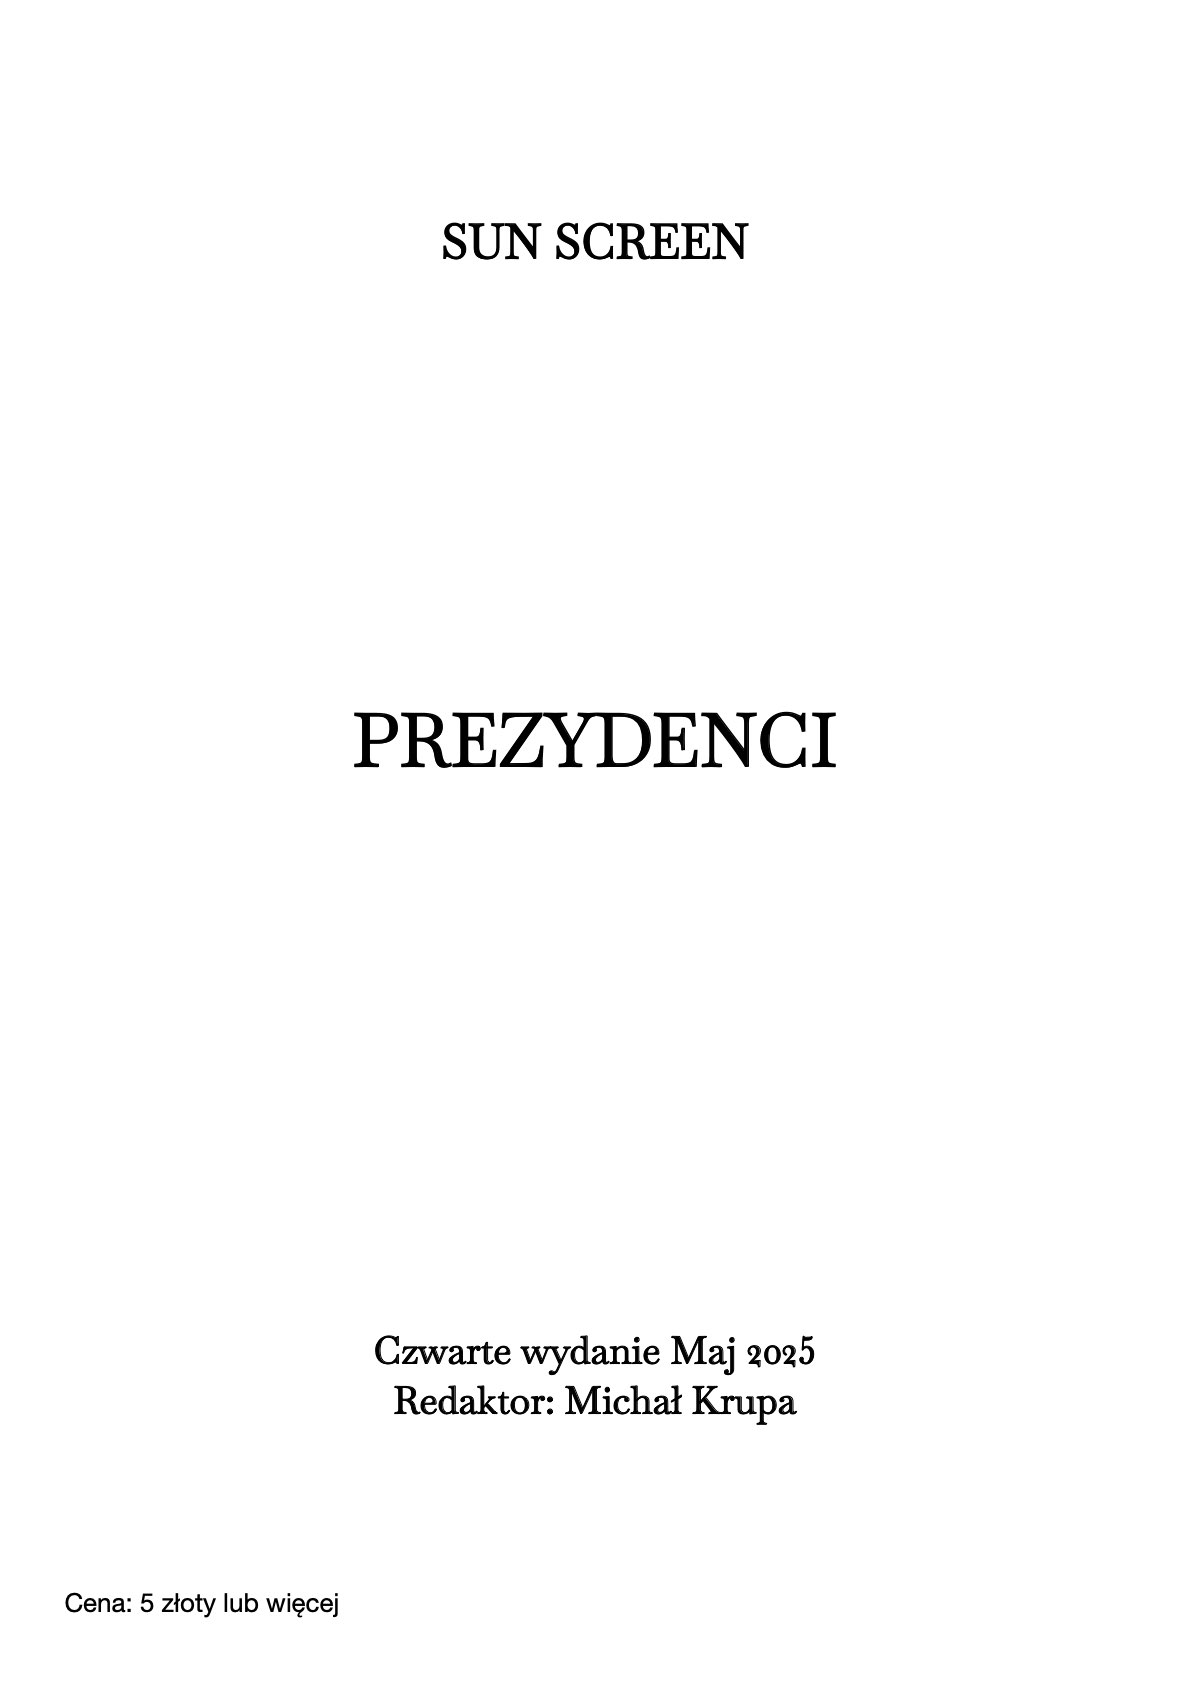 SUN SCREEN
PREZYDENCI
Czwarte wydanie Maj 2025
Redaktor: Michał Krupa
Cena: 5 złoty lub więcej